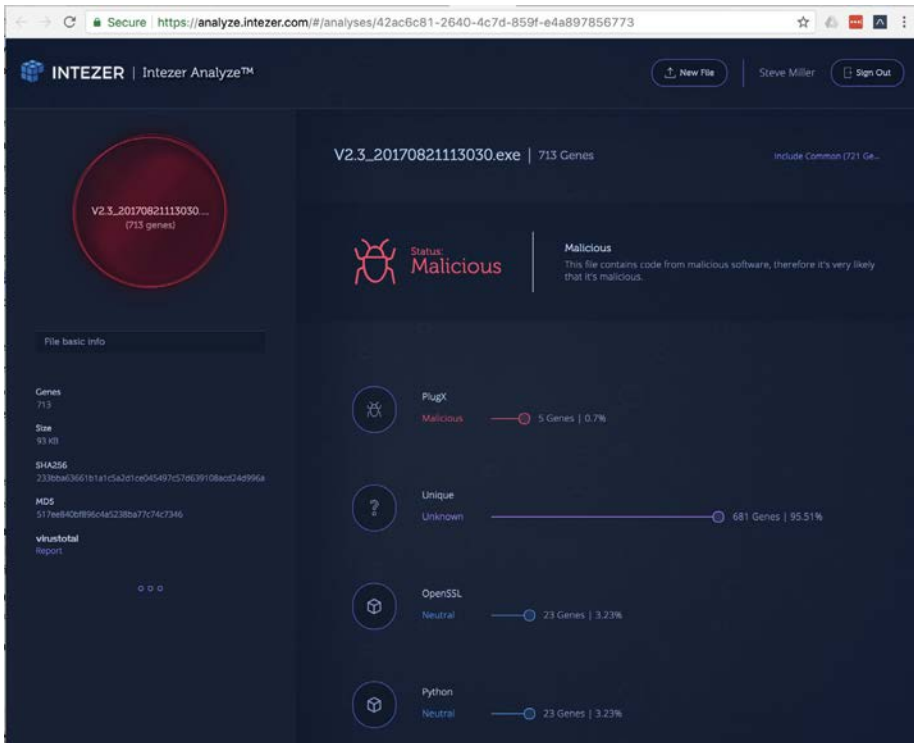 Secure | https://analyze.intezer.com/#/analyses/42ac6c81-2640-4c7d-859f-e4a897856773
INTEZER | Intezer Analyze™
New File
Steve Miller
Sign Out
V2.3_20170821113030....
(713 genes)
V2.3_20170821113030.exe | 713 Genes
Include Common (721 Ge...
Status:
Malicious
Malicious
This file contains code from malicious software, therefore it's very likely
that it's malicious.
File basic info
Genes
713
Size
93 KB
SHA256
MD5
virustotal
Report
PlugX
Malicious
5 Genes | 0.7%
Unique
Unknown
681 Genes | 95.51%
OpenSSL
Neutral
23 Genes | 3.23%
Python
Neutral
23 Genes | 3.23%